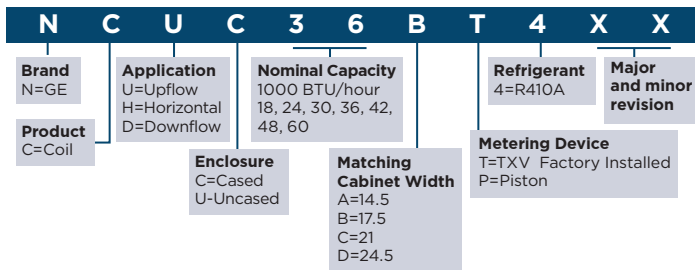 N C U C 3 6 B T 4 X X
Brand
N=GE
Product
C=Coil
Application
U=Upflow
H=Horizontal
D=Downflow
Enclosure
C=Cased
U-Uncased
Nominal Capacity
1000 BTU/hour
18, 24, 30, 36, 42,
48, 60
Matching
Cabinet Width
A=14.5
B=17.5
C=21
D=24.5
Metering Device
T=TXV Factory Installed
P=Piston
Refrigerant
4=R410A
Major
and minor
revision